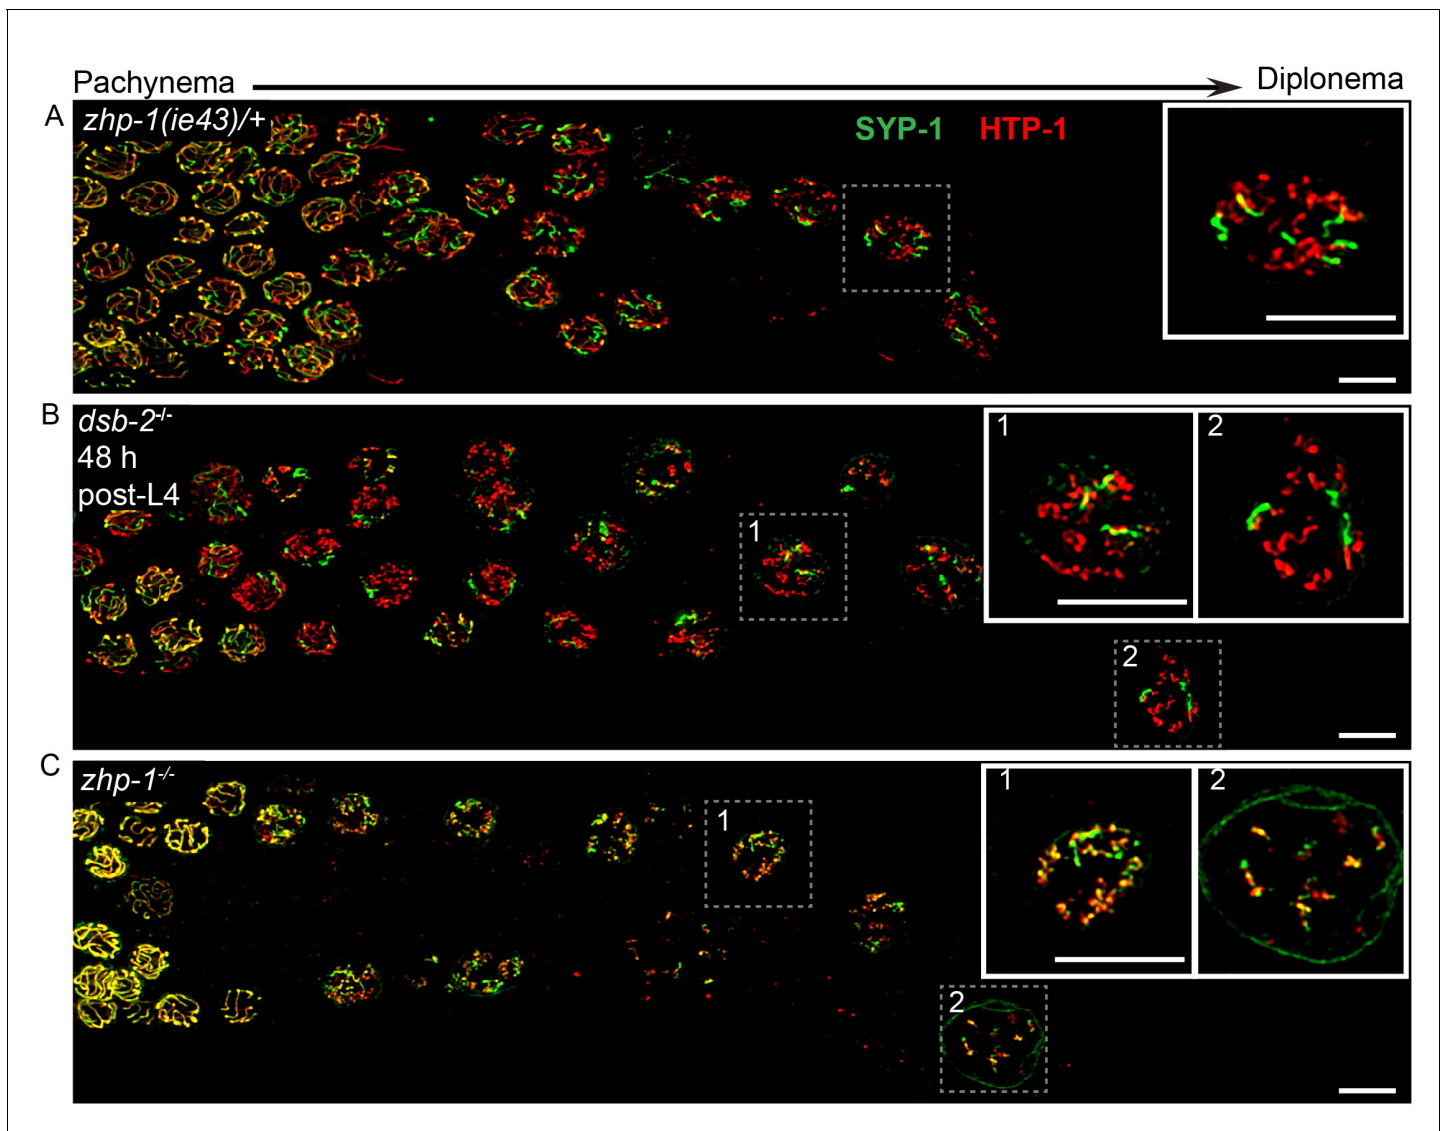 Pachynema Diplonema
A zhp-1(ie43)/+ SYP-1 HTP-1
B dsb-2-/-
48 h
post-L4
1
2
1
2
C zhp-1-/-
1
2
1
2